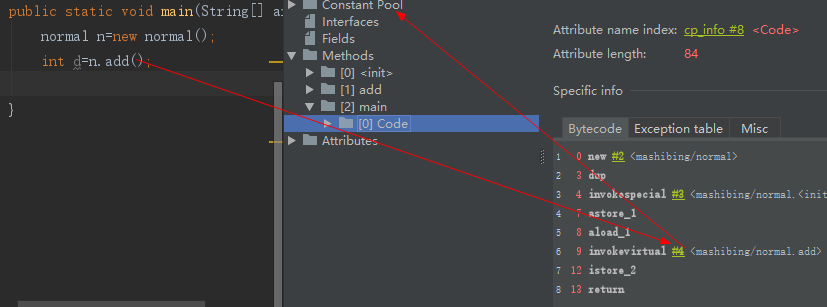 public static void main(String[] a
normal n=new normal();
int d=n.add();
}
Constant Pool
Interfaces
Fields
Methods
[0] <init>
[1] add
[2] main
[0] Code
Attributes
Attribute name index: cp_info #8 <Code>
Attribute length: 84
Specific info
Bytecode Exception table Misc
1 0 new #2 <mashibing/normal>
2 3 dup
3 4 invokespecial #3 <mashibing/normal.<init
4 7 astore_1
5 8 aload_1
6 9 invokevirtual #4 <mashibing/normal.add>
7 12 istore_2
8 13 return